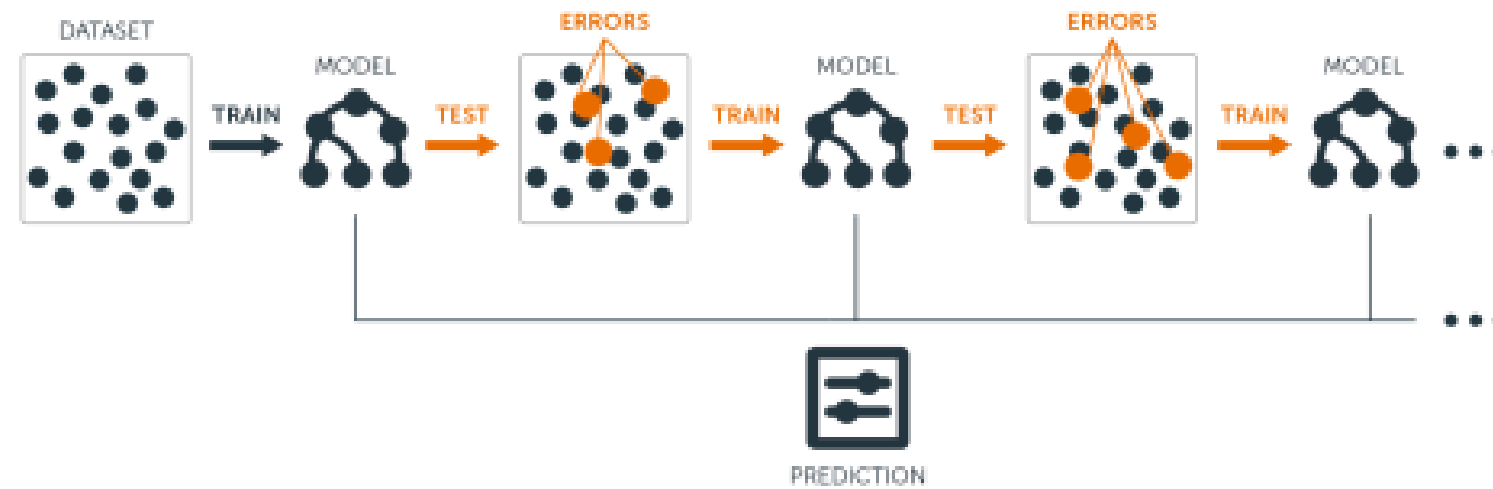 DATASET
TRAIN
MODEL
TEST
ERRORS
TRAIN
MODEL
TEST
ERRORS
TRAIN
MODEL
PREDICTION